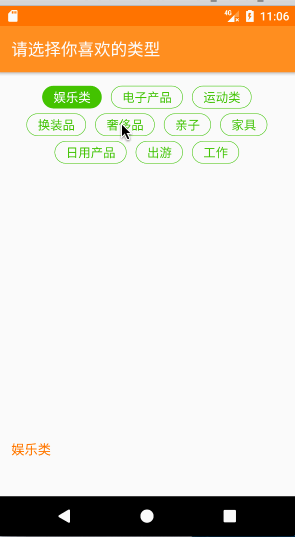 4G 11:06
请选择你喜欢的类型
娱乐类 电子产品 运动类
换装品 奢侈品 亲子 家具
日用产品 出游 工作
娱乐类